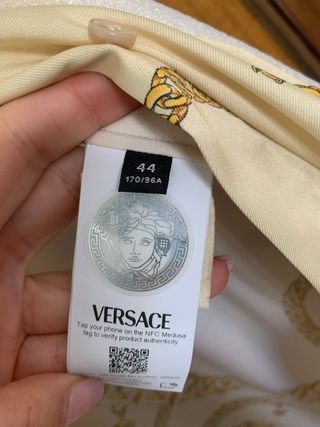 44
170/96A
VERSACE
Tap your phone on the NFC Medusa
tag to verify product authenticity